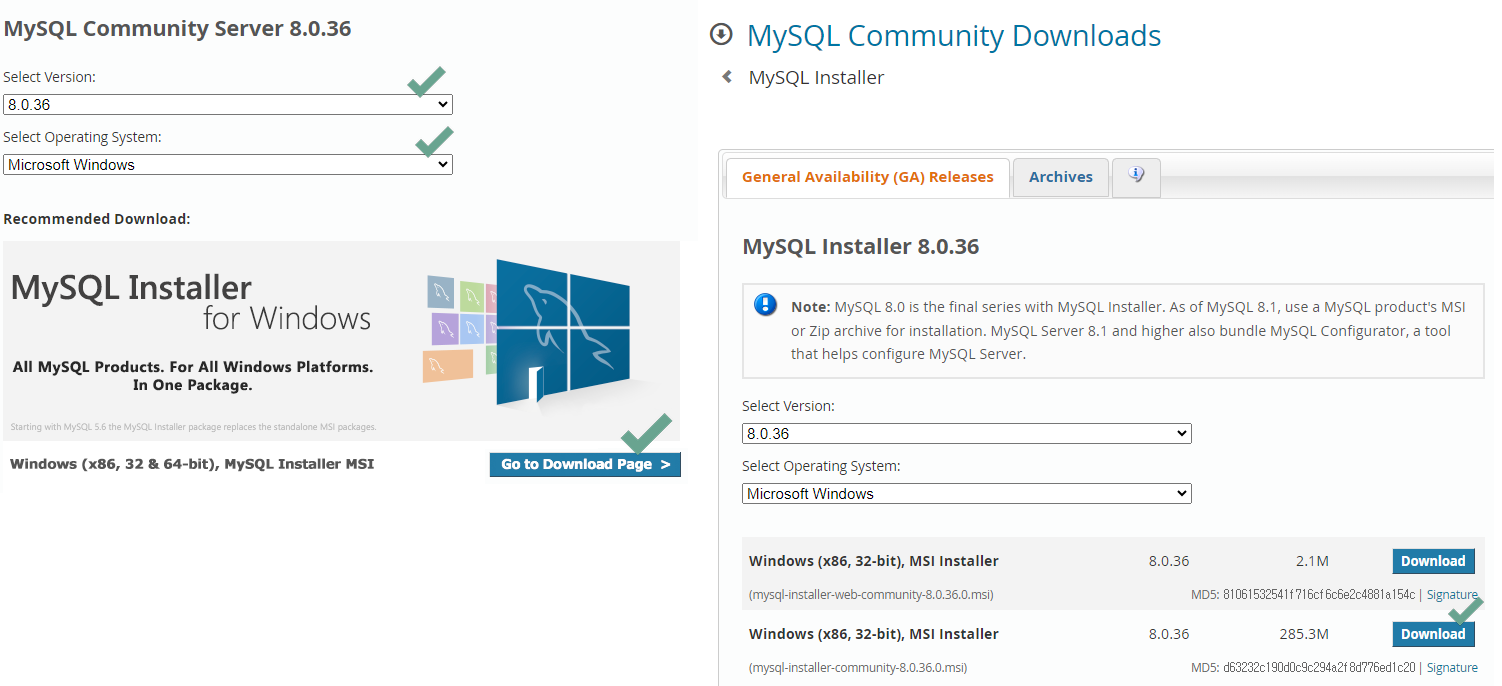 MySQL Community Server 8.0.36
Select Version:
8.0.36
Select Operating System:
Microsoft Windows
Recommended Download:
MySQL Installer
for Windows
All MySQL Products. For All Windows Platforms.
In One Package.
Starting with MySQL 5.6 the MySQL Installer package replaces the standalone MSI packages.
Windows (x86, 32 & 64-bit), MySQL Installer MSI
Go to Download Page >
MySQL Community Downloads
MySQL Installer
General Availability (GA) Releases
Archives
MySQL Installer 8.0.36
Note: MySQL 8.0 is the final series with MySQL Installer. As of MySQL 8.1, use a MySQL product's MSI
or Zip archive for installation. MySQL Server 8.1 and higher also bundle MySQL Configurator, a tool
that helps configure MySQL Server.
Select Version:
8.0.36
Select Operating System:
Microsoft Windows
Windows (x86, 32-bit), MSI Installer 8.0.36 2.1M Download
(mysql-installer-web-community-8.0.36.0.msi) MD5: 81061532541f716cf6c6e2c4881a154c | Signature
Windows (x86, 32-bit), MSI Installer 8.0.36 285.3M Download
(mysql-installer-community-8.0.36.0.msi) MD5: d63232c190d0c9c294a2f8d776ed1c20 | Signature